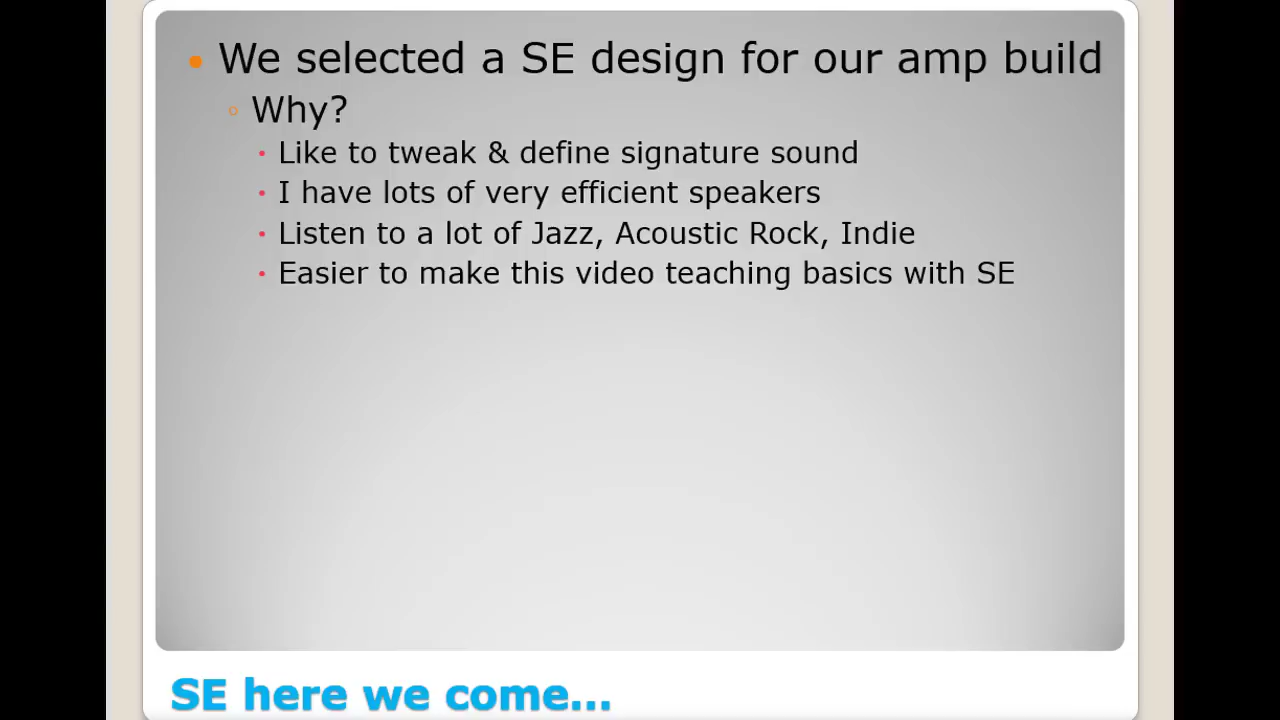 We selected a SE design for our amp build
Why?
Like to tweak & define signature sound
I have lots of very efficient speakers
Listen to a lot of Jazz, Acoustic Rock, Indie
Easier to make this video teaching basics with SE
SE here we come...